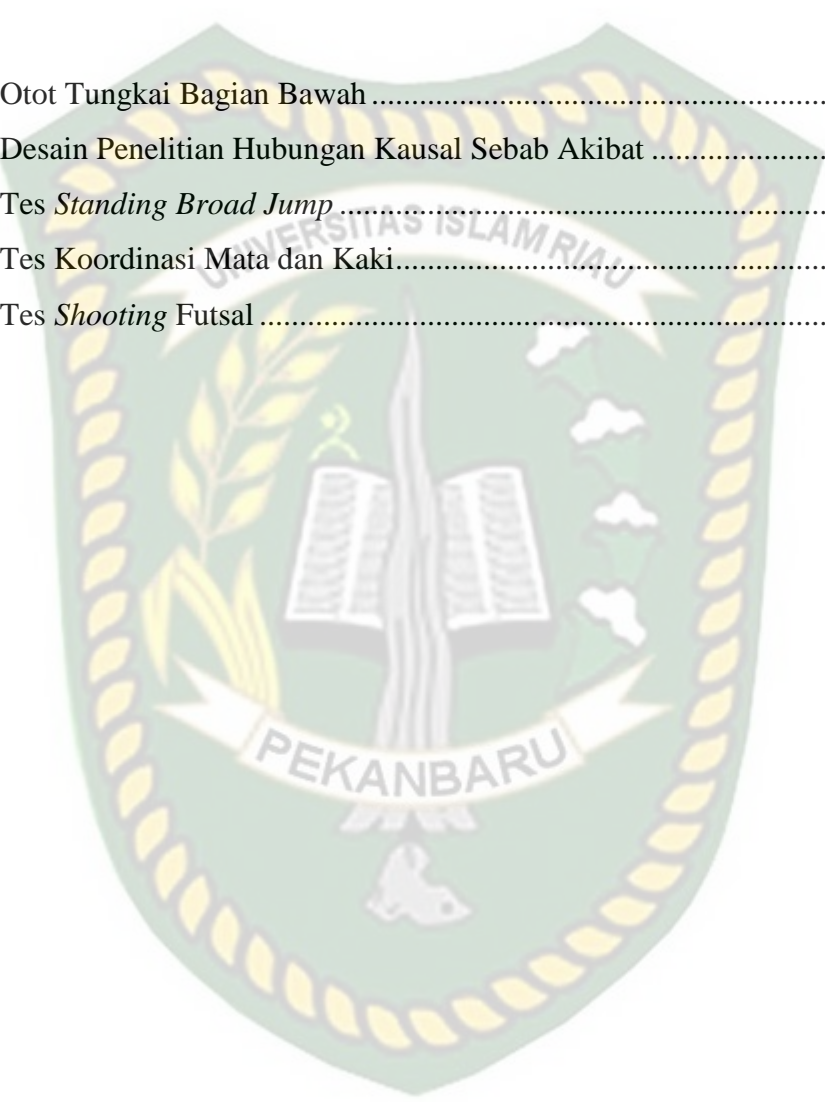 Otot Tungkai Bagian Bawah ........................................................
Desain Penelitian Hubungan Kausal Sebab Akibat ......................
Tes Standing Broad Jump .............................................................
Tes Koordinasi Mata dan Kaki......................................................
Tes Shooting Futsal .......................................................................
UNIVERSITAS ISLAM RIAU
PEKANBARU